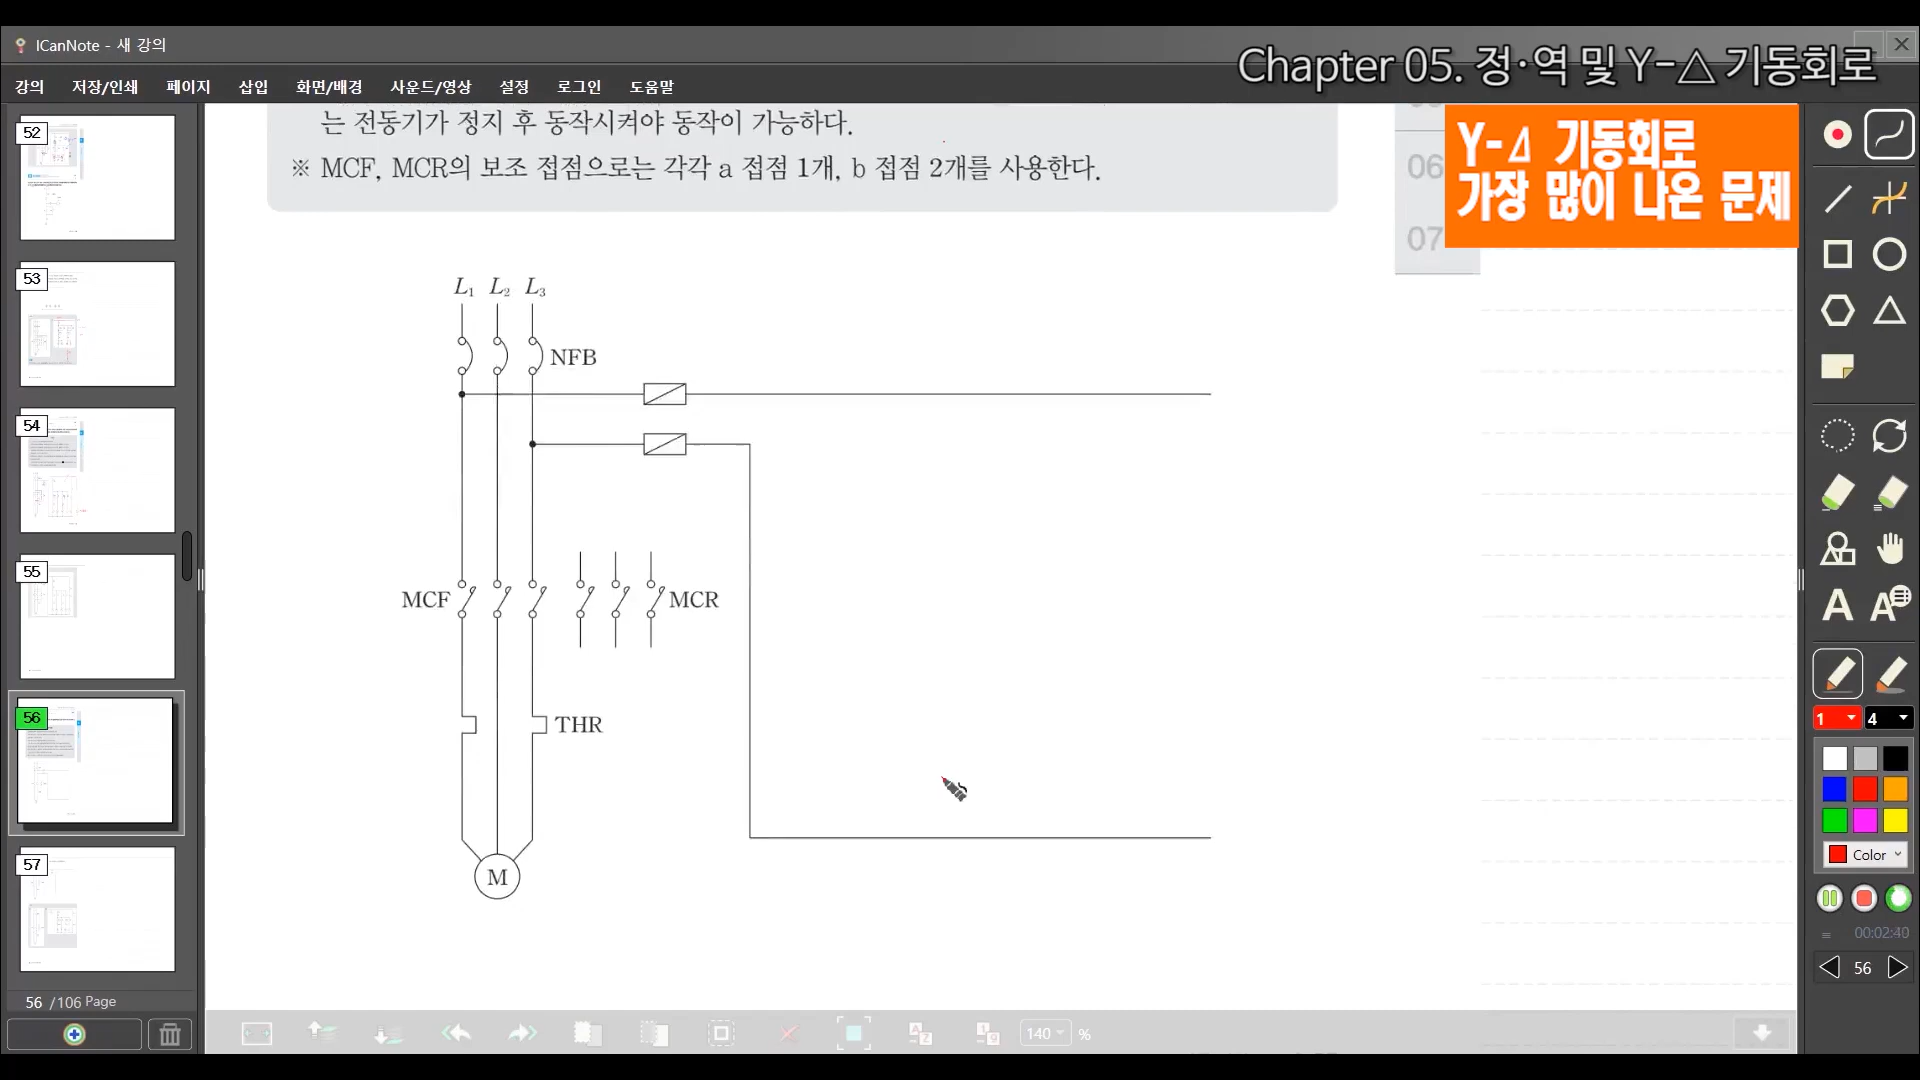 ICanNote - 새 강의
Chapter 05. 정·역 및 Y-△ 기동회로
강의 저장/인쇄 페이지 삽입 화면/배경 사운드/영상 설정 로그인 도움말
Y-Δ 기동회로
가장 많이 나온 문제
는 전동기가 정지 후 동작시켜야 동작이 가능하다.
※ MCF, MCR의 보조 접점으로는 각각 a 접점 1개, b 접점 2개를 사용한다.
06
07
L₁ L₂ L₃
NFB
MCF
MCR
THR
M
52
53
54
55
56
57
56 /106 Page
140 %
A
A
1
4
Color
00:02:40
56